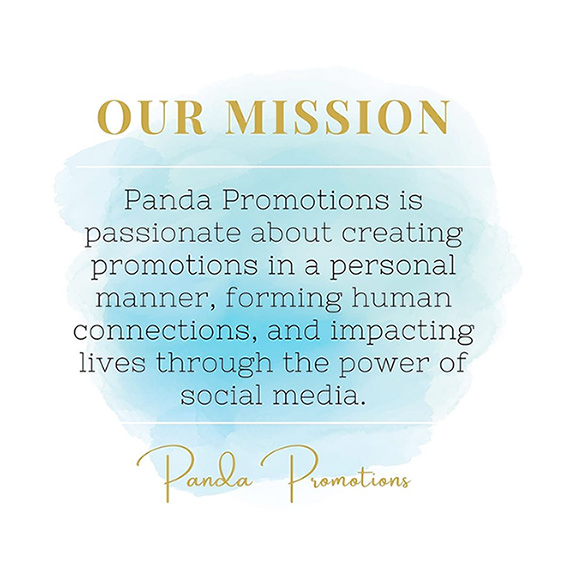 OUR MISSION
Panda Promotions is
passionate about creating
promotions in a personal
manner, forming human
connections, and impacting
lives through the power of
social media.
Panda Promotions